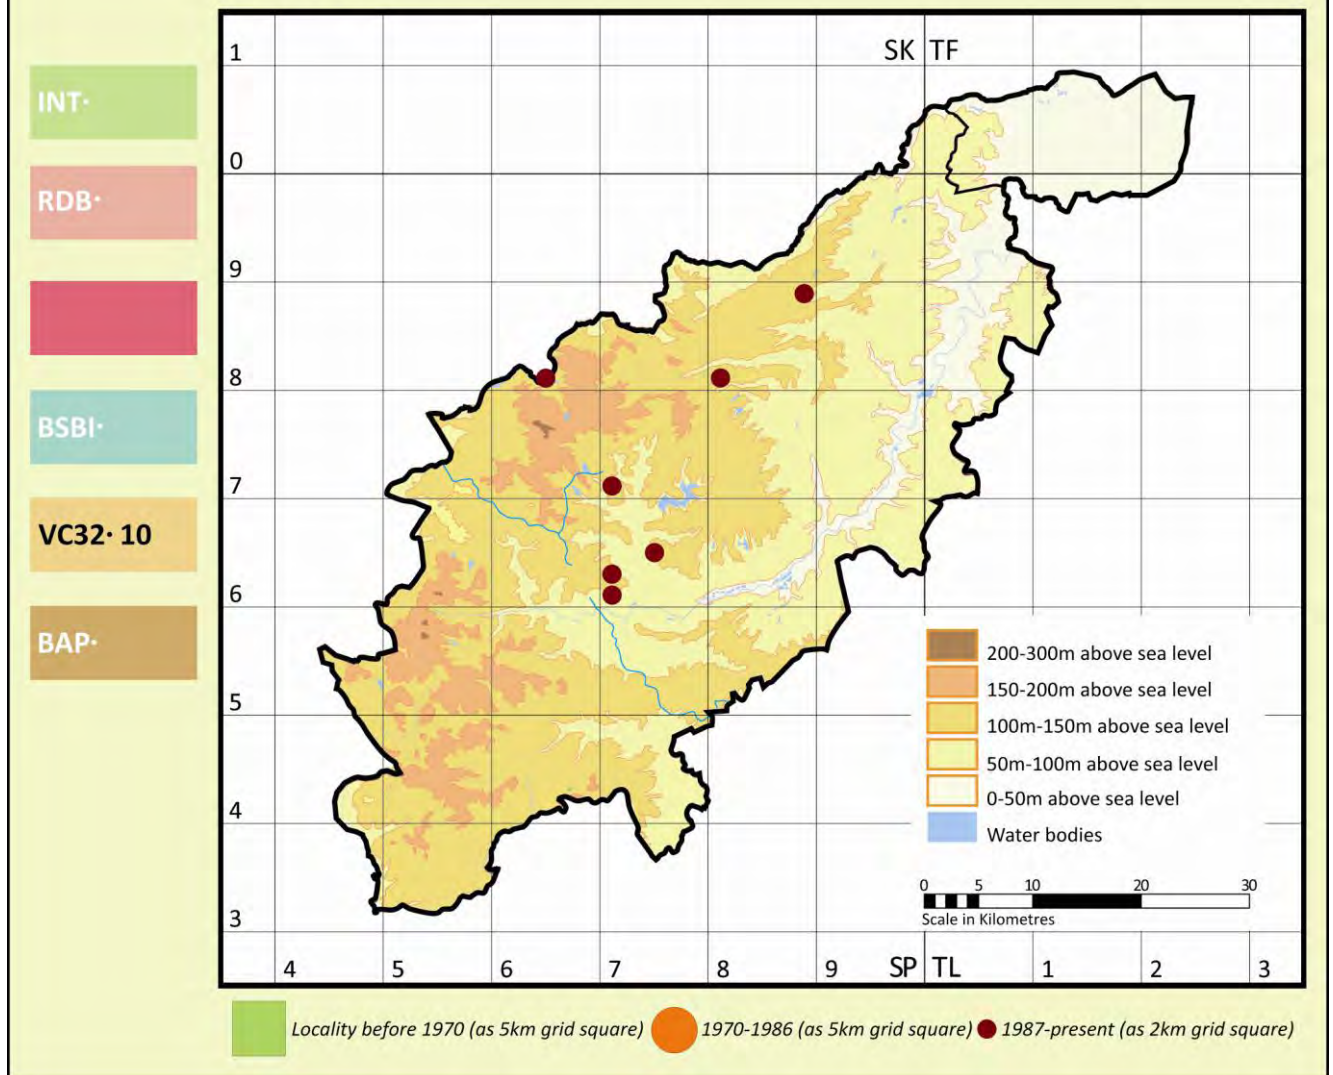 INT·
RDB·
BSBI·
VC32· 10
BAP·
SK TF
1
0
9
8
7
6
5
4
3
4 5 6 7 8 9 SP TL 1 2 3
200-300m above sea level
150-200m above sea level
100m-150m above sea level
50m-100m above sea level
0-50m above sea level
Water bodies
0 5 10 20 30
Scale in Kilometres
Locality before 1970 (as 5km grid square) 1970-1986 (as 5km grid square) 1987-present (as 2km grid square)